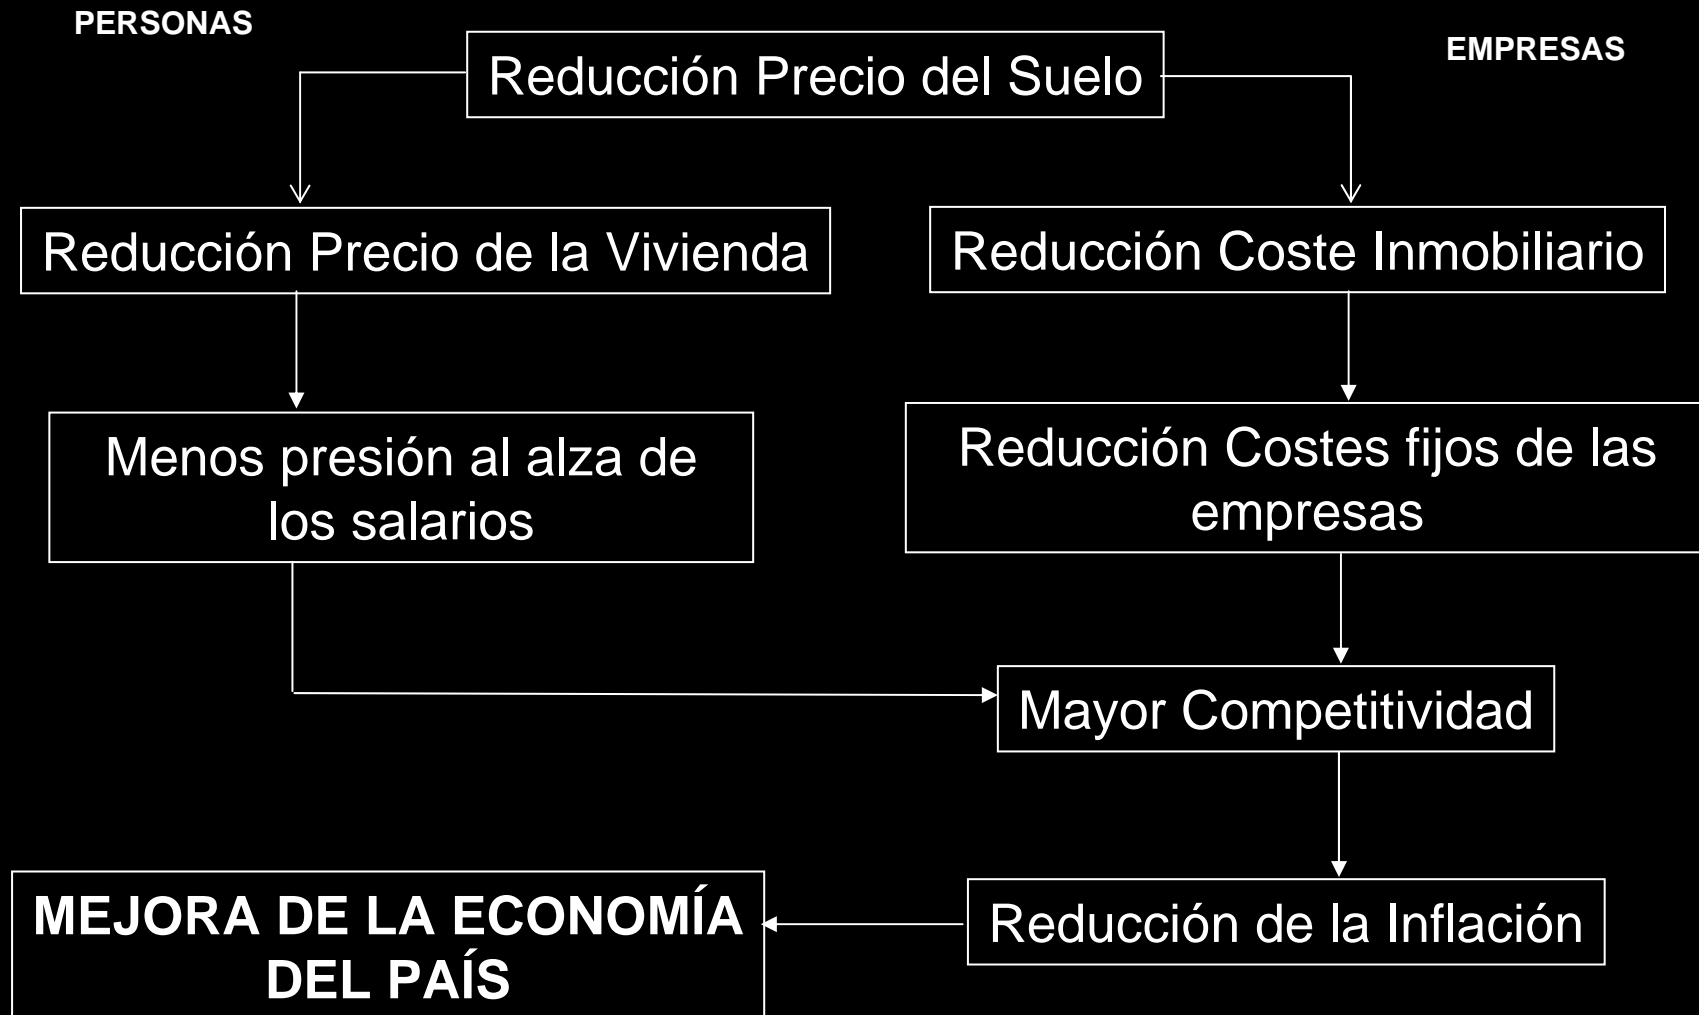 PERSONAS
EMPRESAS
Reducción Precio del Suelo
Reducción Precio de la Vivienda
Reducción Coste Inmobiliario
Menos presión al alza de
los salarios
Reducción Costes fijos de las
empresas
Mayor Competitividad
MEJORA DE LA ECONOMÍA
DEL PAÍS
Reducción de la Inflación